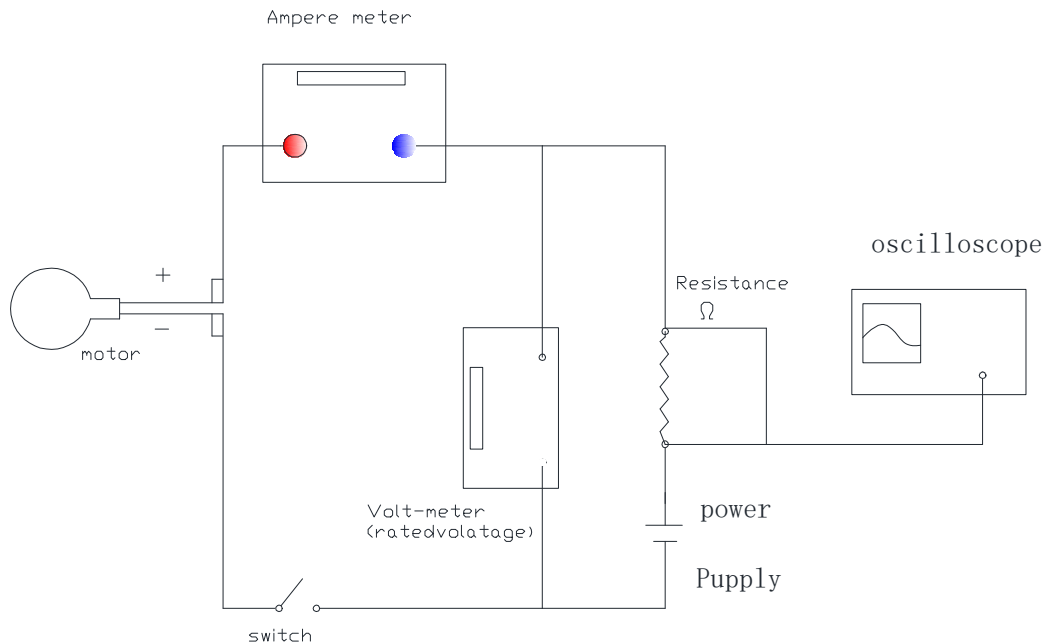 Ampere meter
oscilloscope
+
Resistance
Ω
−
motor
Volt-meter
(ratedvolatage)
power
Pupply
switch